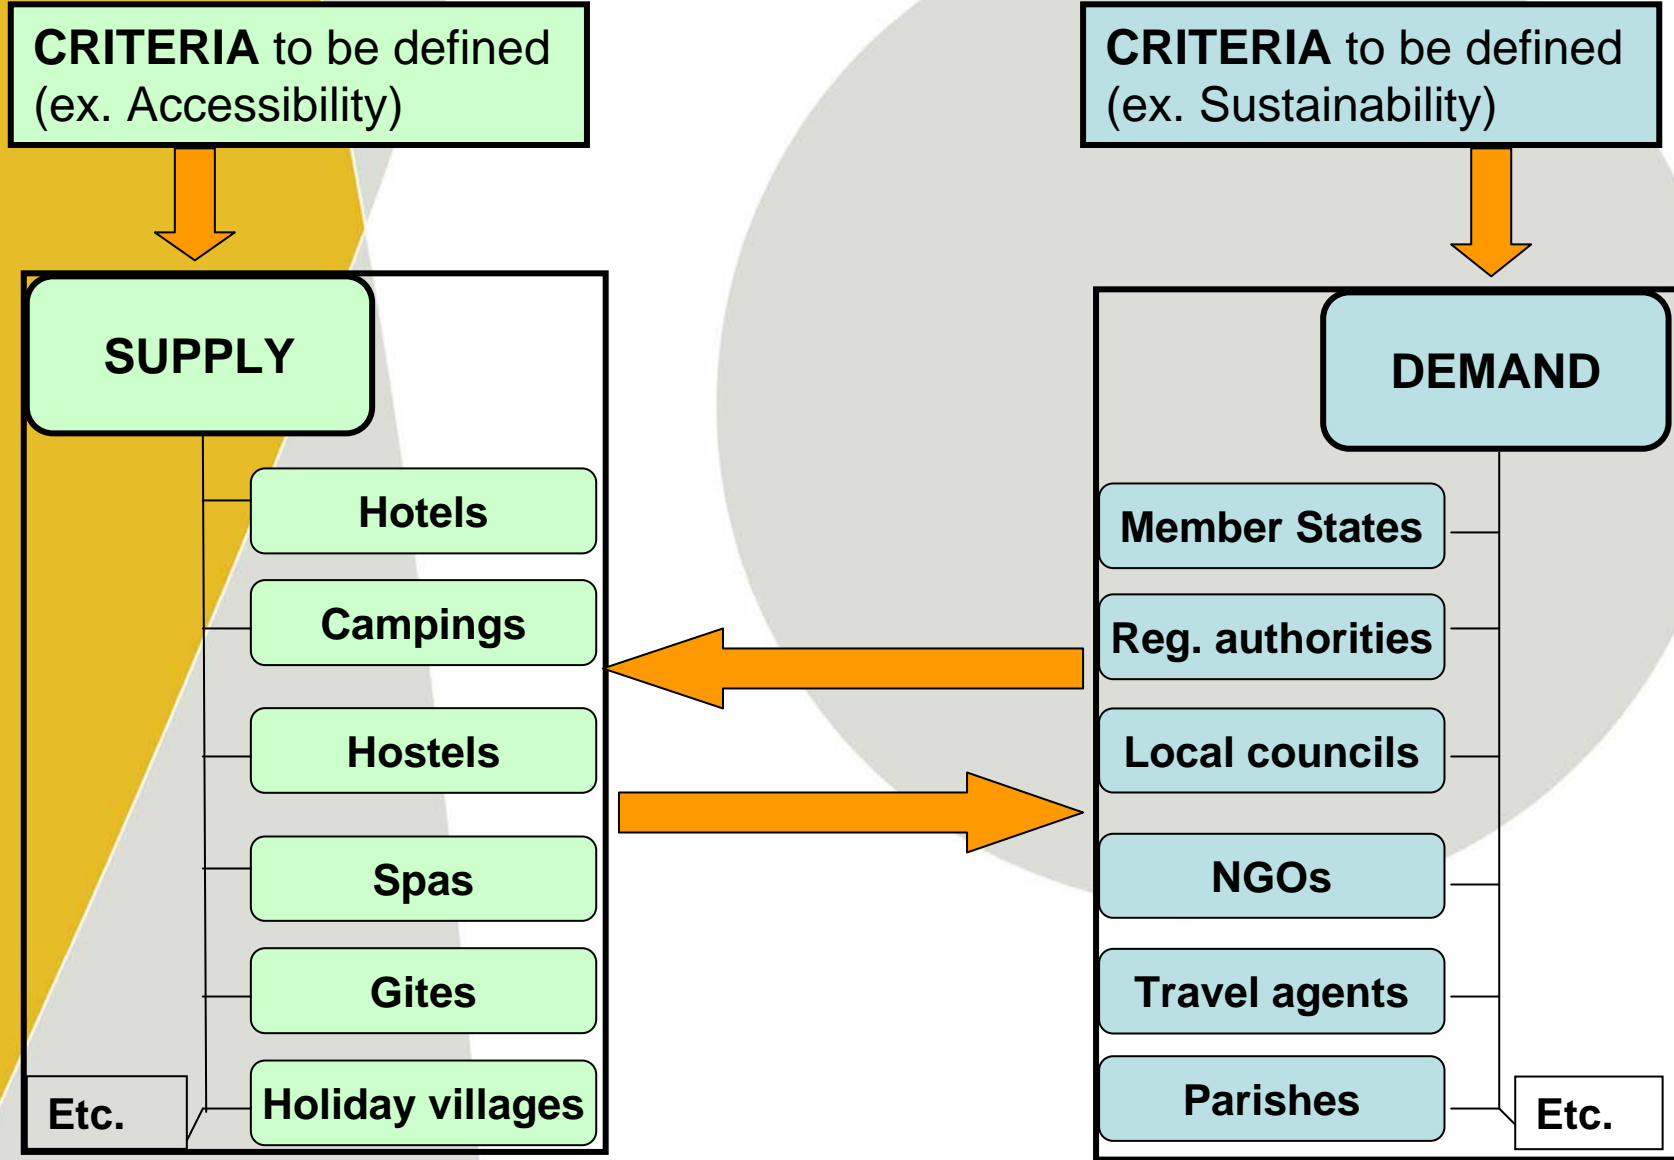 CRITERIA to be defined
(ex. Accessibility)
CRITERIA to be defined
(ex. Sustainability)
SUPPLY
Hotels
Campings
Hostels
Spas
Gites
Holiday villages
Etc.
DEMAND
Member States
Reg. authorities
Local councils
NGOs
Travel agents
Parishes
Etc.